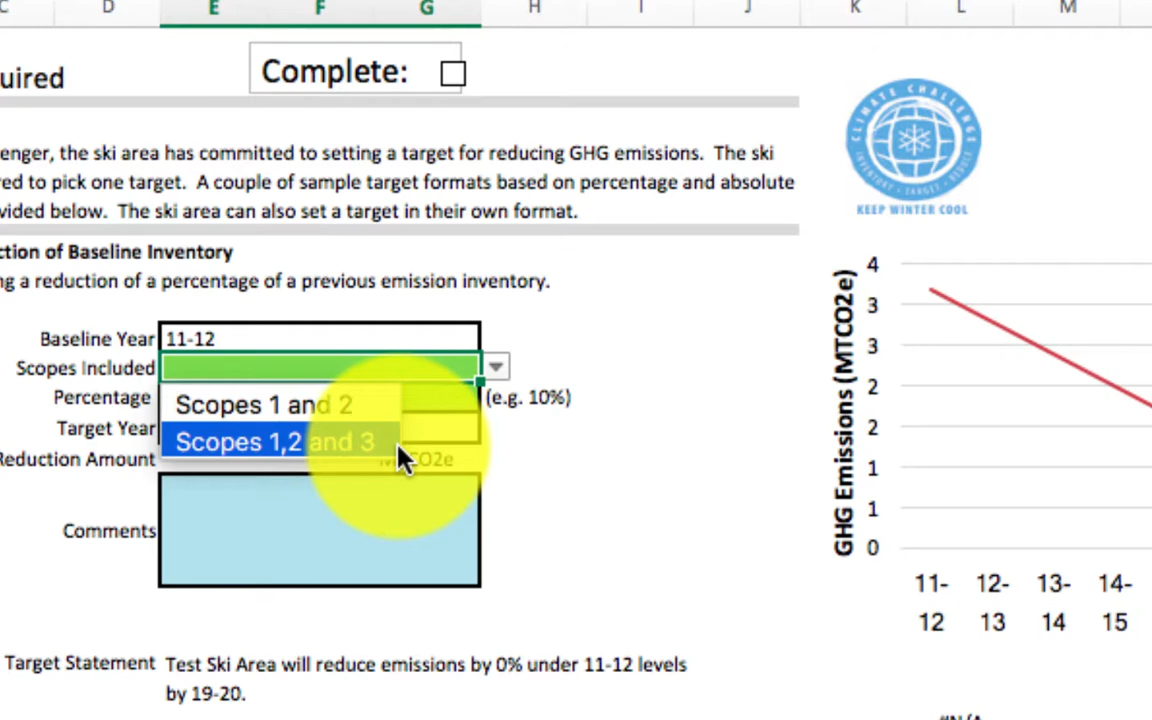 C D E F G H I J K L M
uired
Complete:
CLIMATE CHALLENGE
INVENTORY · TARGET · REDUCE
KEEP WINTER COOL
enger, the ski area has committed to setting a target for reducing GHG emissions. The ski
ed to pick one target. A couple of sample target formats based on percentage and absolute
vided below. The ski area can also set a target in their own format.
ction of Baseline Inventory
ng a reduction of a percentage of a previous emission inventory.
Baseline Year 11-12
Scopes Included
Percentage (e.g. 10%)
Scopes 1 and 2
Target Year
Scopes 1,2 and 3
Reduction Amount CO2e
Comments
Target Statement Test Ski Area will reduce emissions by 0% under 11-12 levels
by 19-20.
GHG Emissions (MTCO2e)
4
3
3
2
2
1
1
0
11- 12- 13- 14-
12 13 14 15